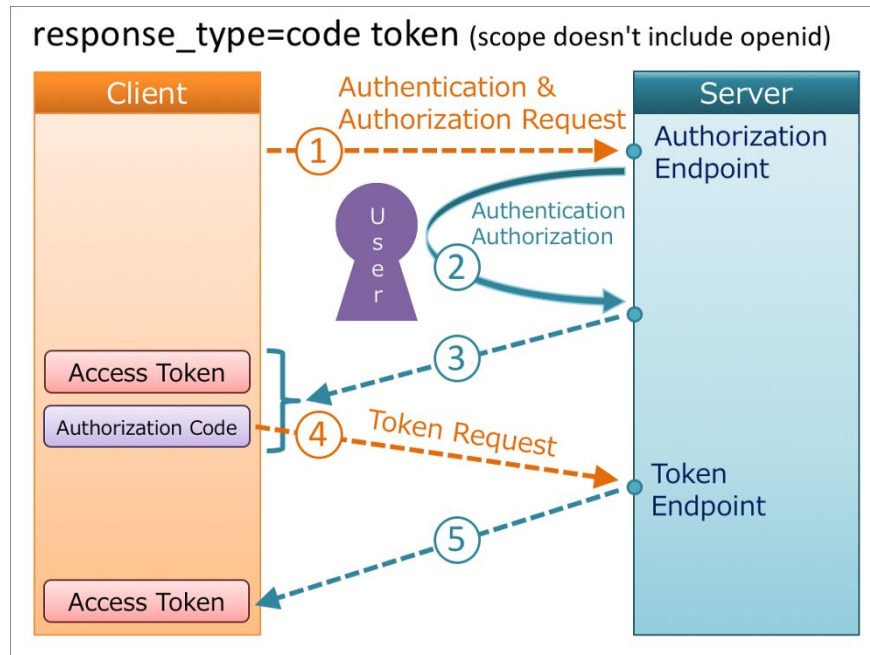 response_type=code token (scope doesn't include openid)
Client
Authentication &
Authorization Request
Server
1
Authorization
Endpoint
User
Authentication
Authorization
2
3
Access Token
Authorization Code
4
Token Request
Token
Endpoint
5
Access Token